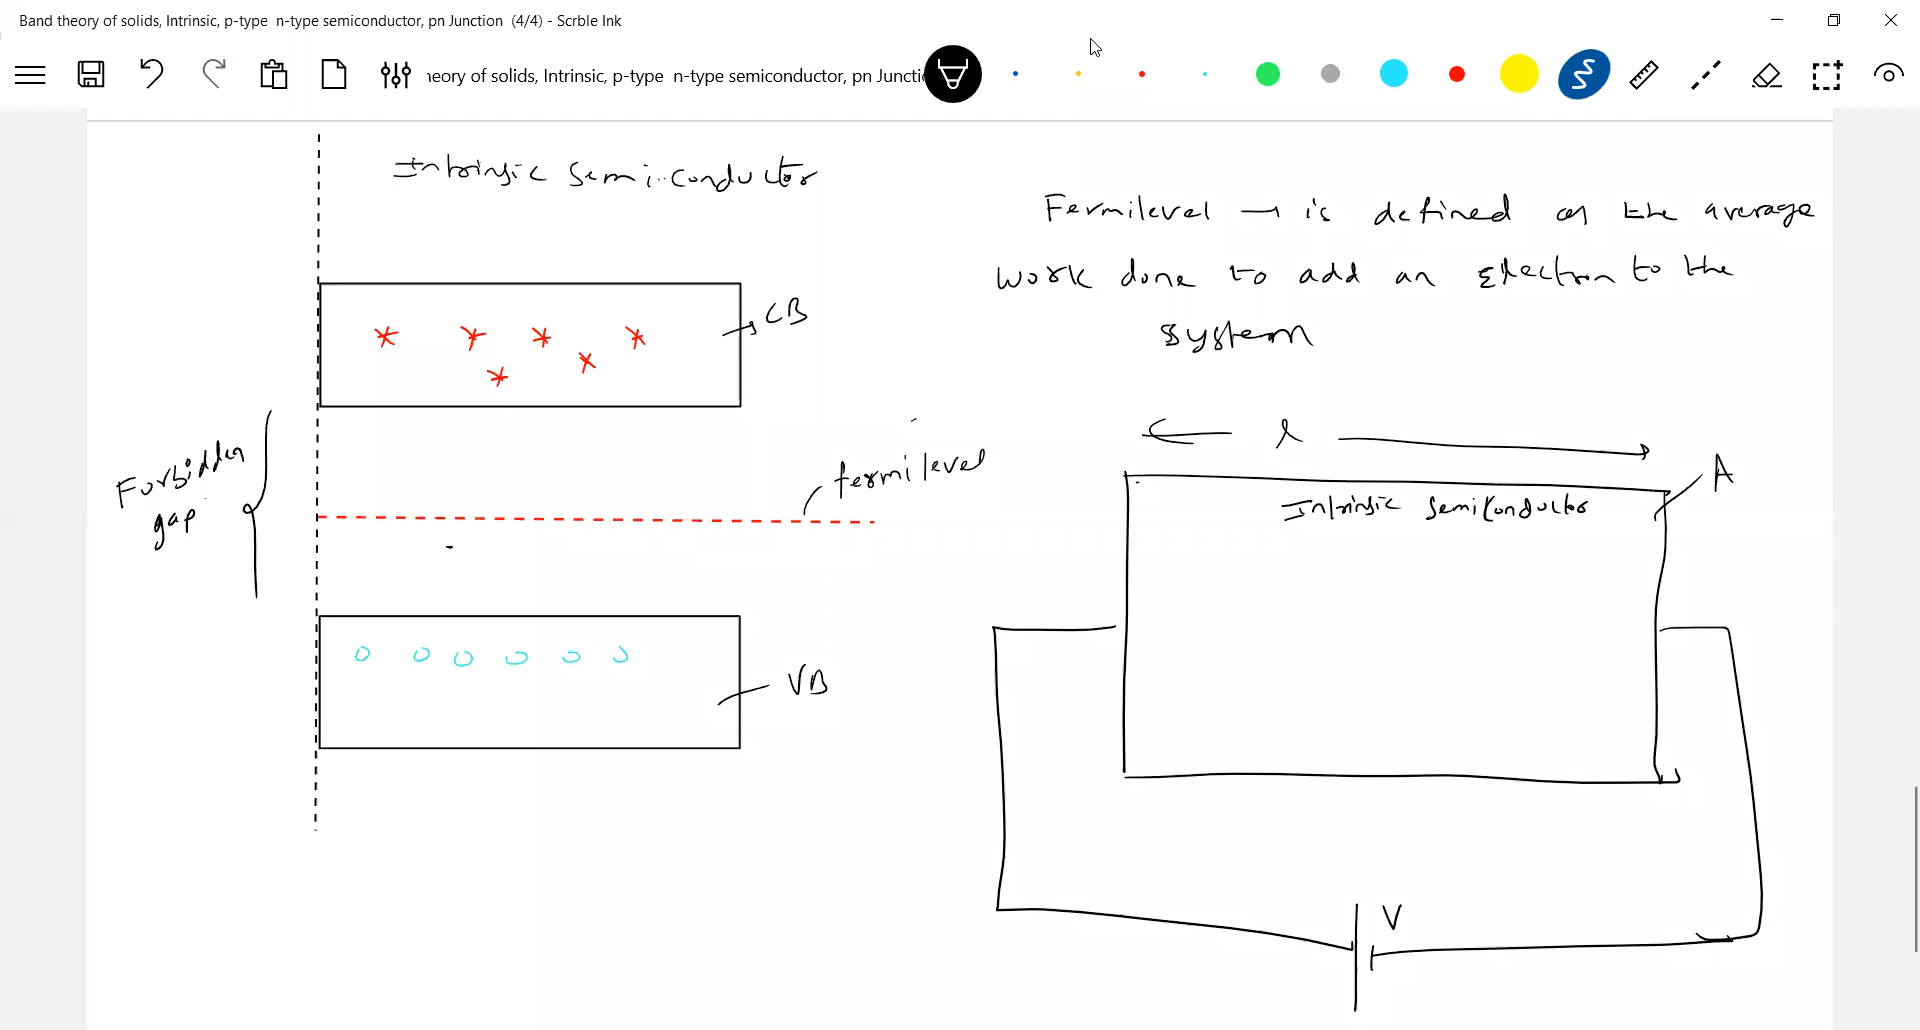 Band theory of solids, Intrinsic, p-type n-type semiconductor, pn Junction (4/4) - Scrble Ink
heory of solids, Intrinsic, p-type n-type semiconductor, pn Juncti
Intrinsic Semi conductor
CB
Forbidden
gap
fermi level
VB
Fermilevel → is defined as the average
work done to add an Electron to the
system
l
A
Intrinsic Semiconductor
V